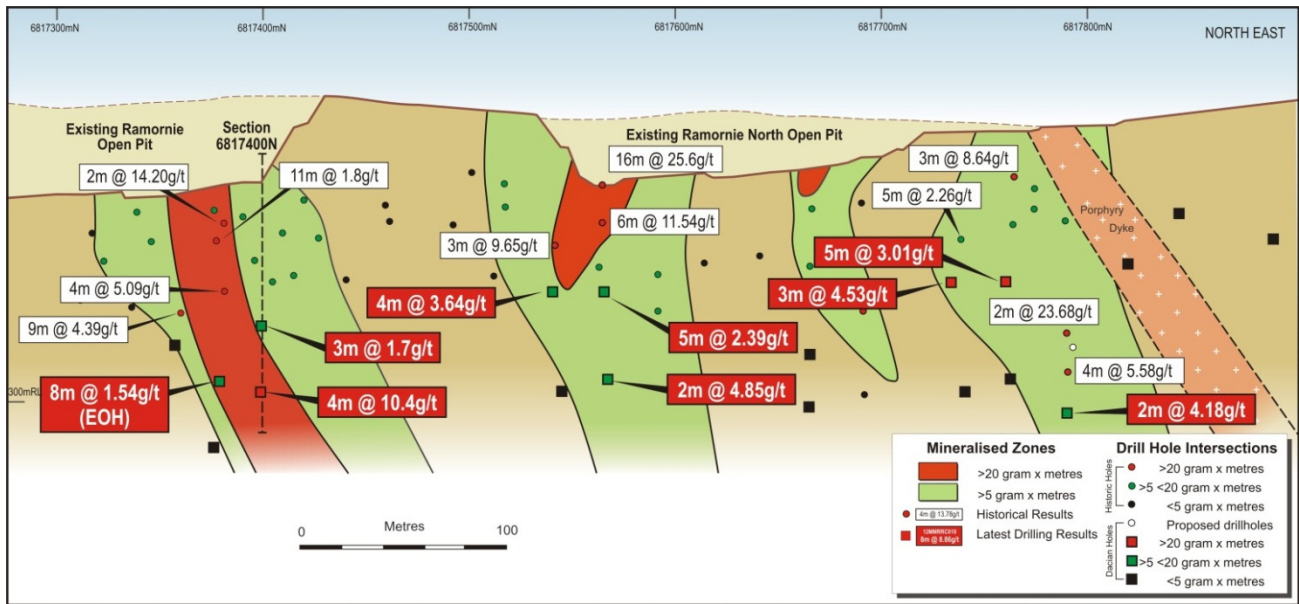 6817300mN
6817400mN
6817500mN
6817600mN
6817700mN
6817800mN
NORTH EAST
Existing Ramornie
Open Pit
Section
6817400N
Existing Ramornie North Open Pit
2m @ 14.20g/t
11m @ 1.8g/t
16m @ 25.6g/t
3m @ 8.64g/t
5m @ 2.26g/t
6m @ 11.54g/t
3m @ 9.65g/t
Porphyry
Dyke
4m @ 5.09g/t
9m @ 4.39g/t
4m @ 3.64g/t
5m @ 3.01g/t
3m @ 4.53g/t
2m @ 23.68g/t
3m @ 1.7g/t
5m @ 2.39g/t
4m @ 5.58g/t
300mRL
8m @ 1.54g/t
(EOH)
4m @ 10.4g/t
2m @ 4.85g/t
2m @ 4.18g/t
0
Metres
100
Mineralised Zones
>20 gram x metres
>5 gram x metres
4m @ 13.78g/t
Historical Results
12MNRRC010
8m @ 8.86g/t
Latest Drilling Results
Drill Hole Intersections
Historic Holes
>20 gram x metres
>5 <20 gram x metres
<5 gram x metres
Proposed drillholes
Dacian Holes
>20 gram x metres
>5 <20 gram x metres
<5 gram x metres